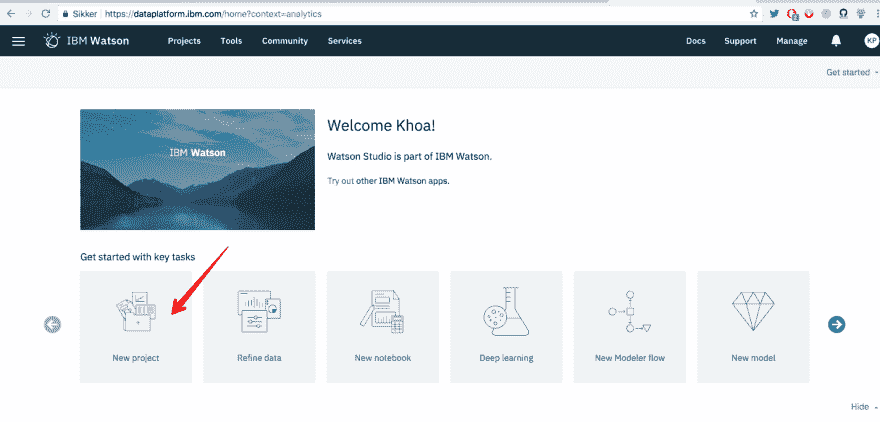 Sikker https://dataplatform.ibm.com/home?context=analytics
IBM Watson Projects Tools Community Services Docs Support Manage KP
Get started
IBM Watson
Welcome Khoa!
Watson Studio is part of IBM Watson.
Try out other IBM Watson apps.
Get started with key tasks
New project Refine data New notebook Deep learning New Modeler flow New model
Hide